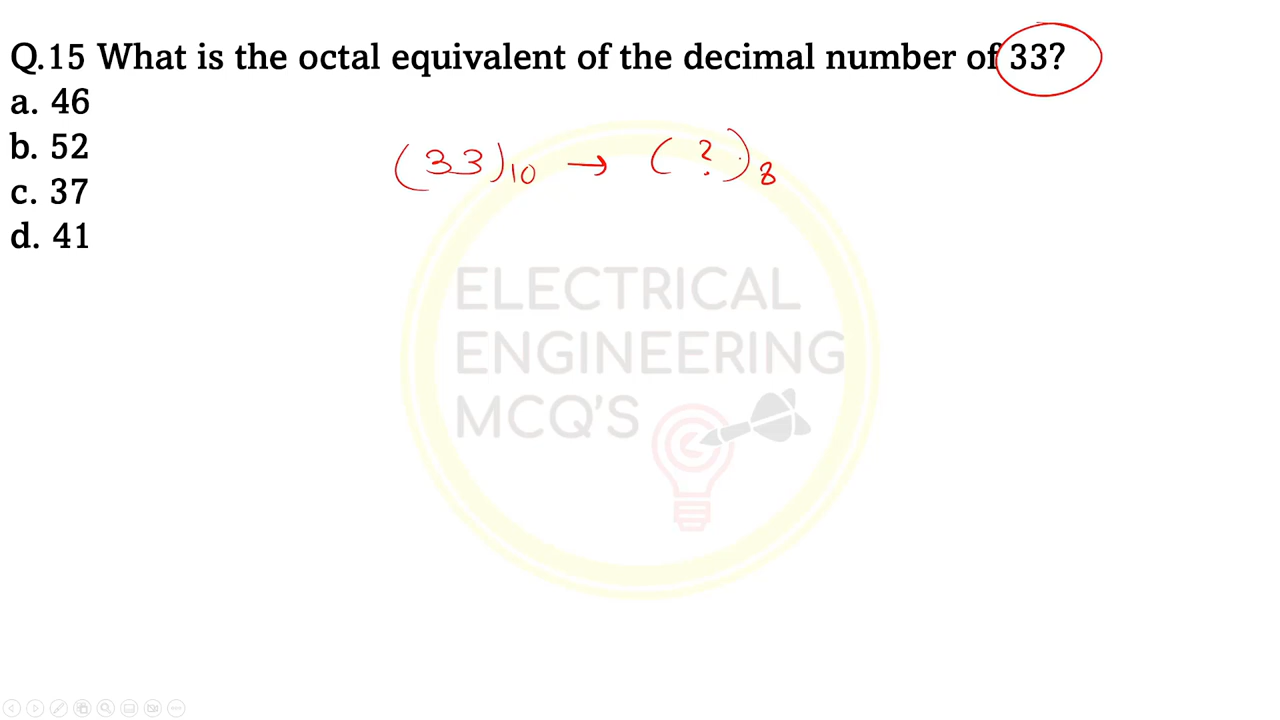 Q.15 What is the octal equivalent of the decimal number of 33?
a. 46
b. 52
c. 37
d. 41
(33)₁₀ → (?)₈
ELECTRICAL
ENGINEERING
MCQ'S